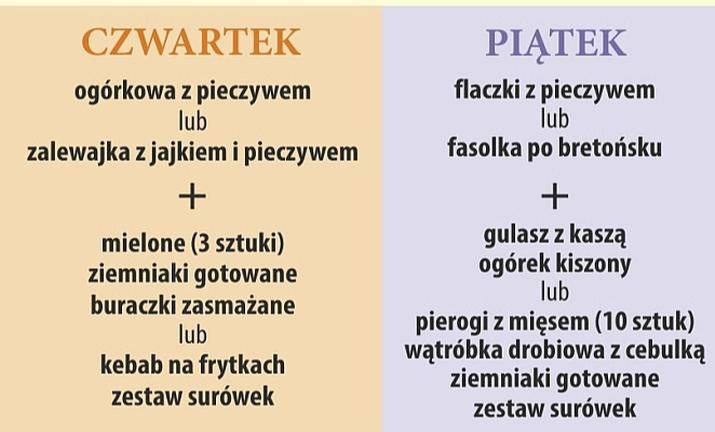 CZWARTEK
ogórkowa z pieczywem
lub
zalewajka z jajkiem i pieczywem
+
mielone (3 sztuki)
ziemniaki gotowane
buraczki zasmażane
lub
kebab na frytkach
zestaw surówek
PIĄTEK
flaczki z pieczywem
lub
fasolka po bretońsku
+
gulasz z kaszą
ogórek kiszony
lub
pierogi z mięsem (10 sztuk)
wątróbka drobiowa z cebulką
ziemniaki gotowane
zestaw surówek